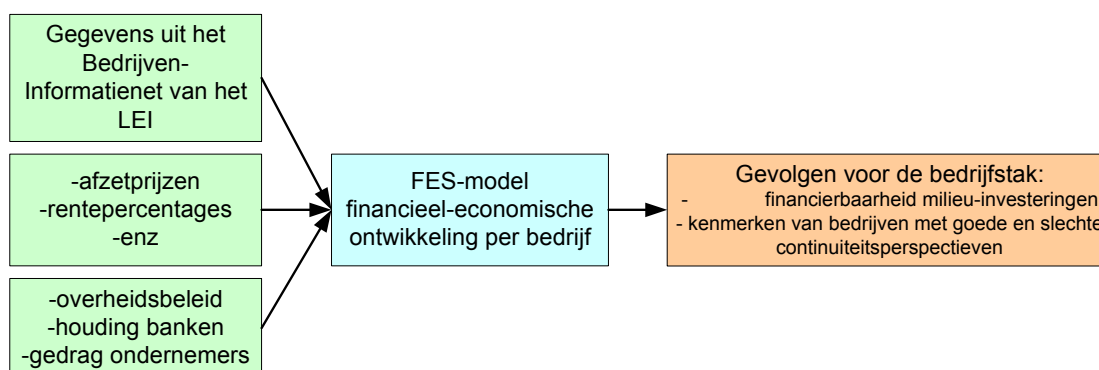 Gegevens uit het
Bedrijven-
Informatienet van het
LEI
-afzetprijzen
-rentepercentages
-enz
-overheidsbeleid
-houding banken
-gedrag ondernemers
FES-model
financieel-economische
ontwikkeling per bedrijf
Gevolgen voor de bedrijfstak:
- financierbaarheid milieu-investeringen
- kenmerken van bedrijven met goede en slechte
continuiteitsperspectieven